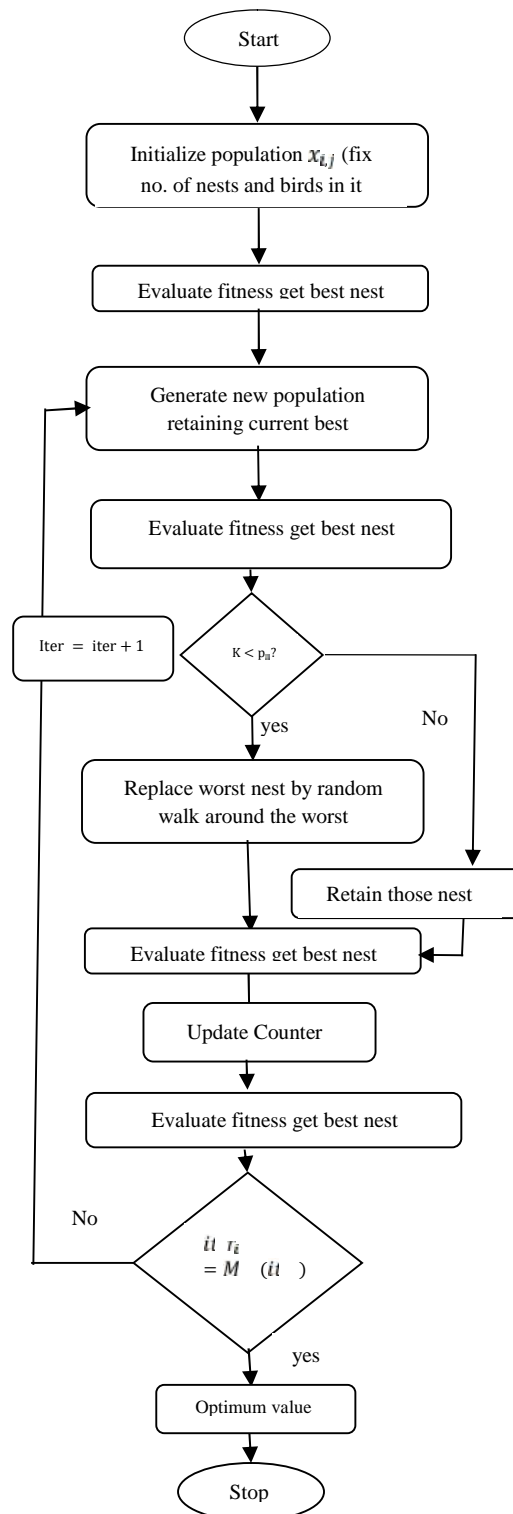 Start
Initialize population x_{i,j} (fix
no. of nests and birds in it
Evaluate fitness get best nest
Generate new population
retaining current best
Evaluate fitness get best nest
Iter = iter + 1
K < p?
yes
No
Replace worst nest by random
walk around the worst
Retain those nest
Evaluate fitness get best nest
Update Counter
Evaluate fitness get best nest
No
it r_i
= M (it )
yes
Optimum value
Stop